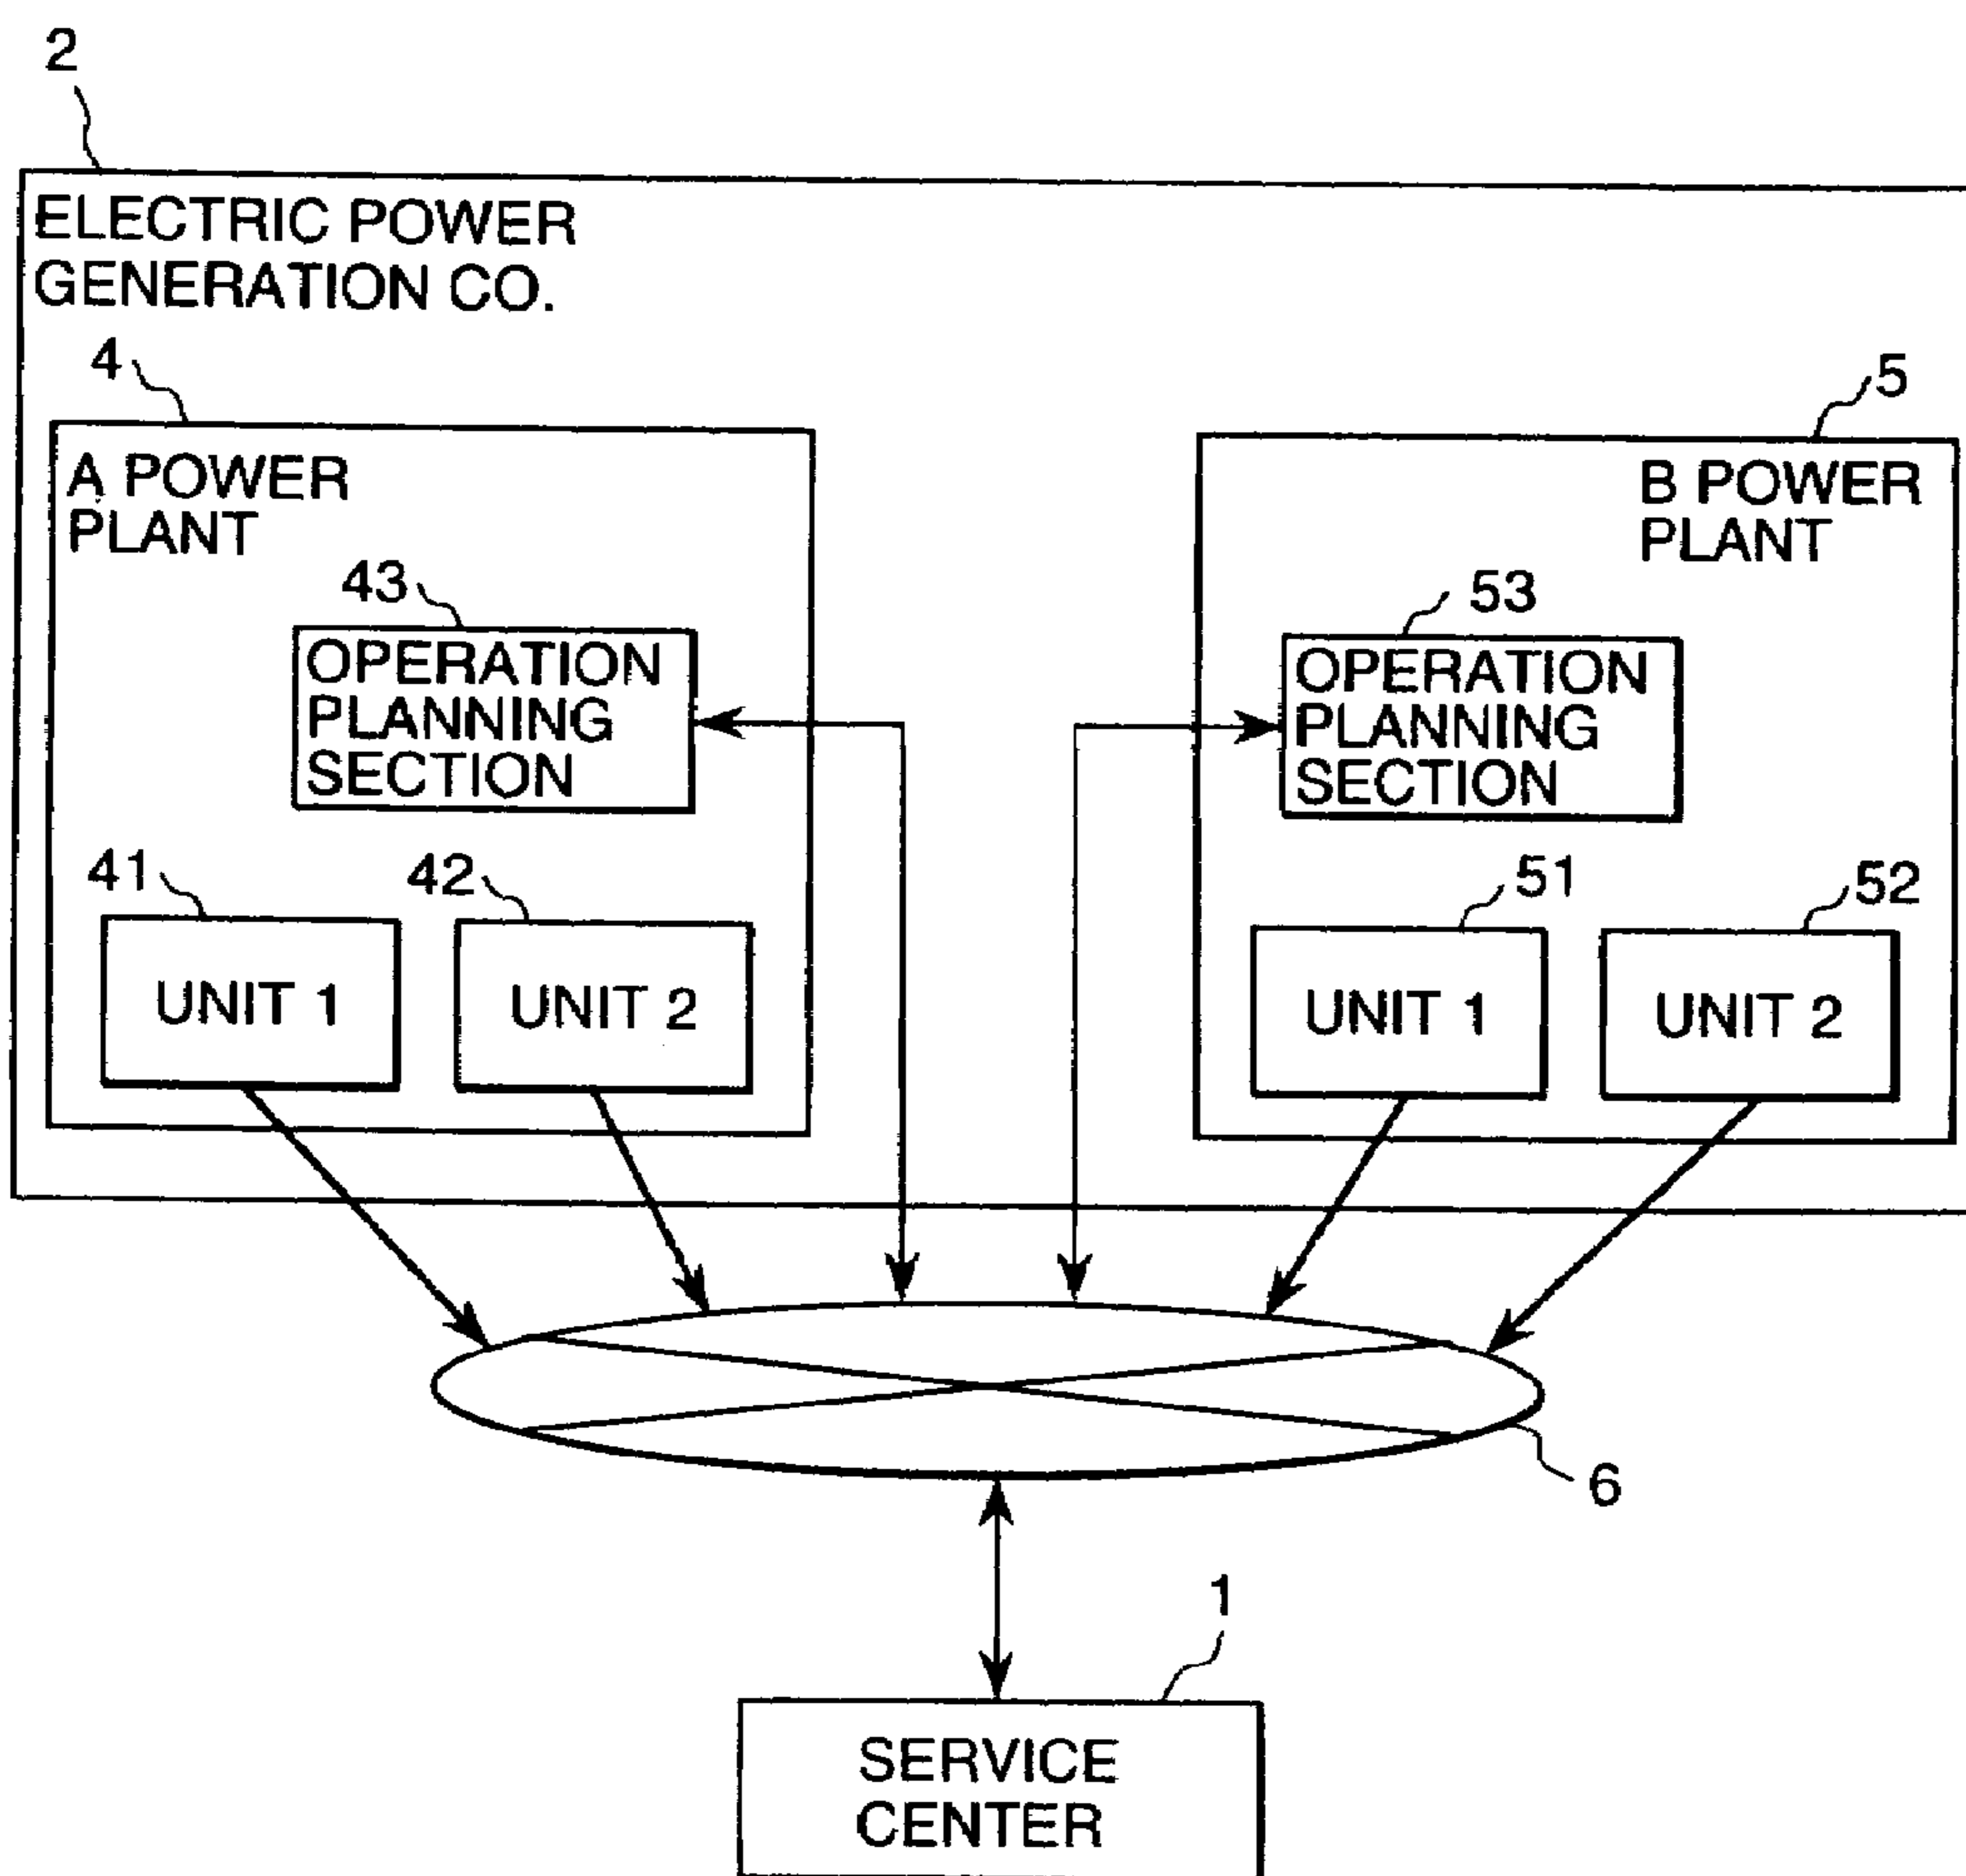 2
ELECTRIC POWER
GENERATION CO.
4
5
A POWER
PLANT
B POWER
PLANT
43
53
OPERATION
PLANNING
SECTION
OPERATION
PLANNING
SECTION
41
42
51
52
UNIT 1
UNIT 2
UNIT 1
UNIT 2
6
1
SERVICE
CENTER